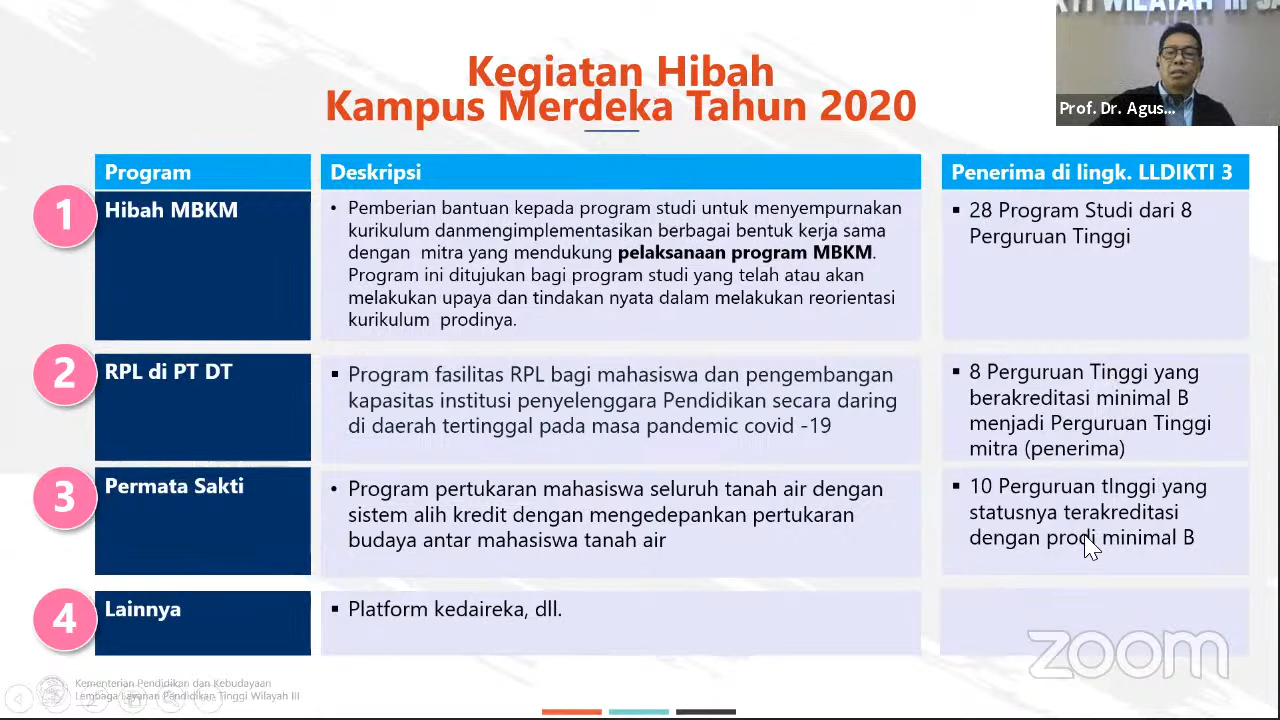 KTI WILAYAH III
Prof. Dr. Agus...
Kegiatan Hibah
Kampus Merdeka Tahun 2020
Program
Deskripsi
Penerima di lingk. LLDIKTI 3
1
Hibah MBKM
• Pemberian bantuan kepada program studi untuk menyempurnakan
kurikulum danmengimplementasikan berbagai bentuk kerja sama
dengan mitra yang mendukung pelaksanaan program MBKM.
Program ini ditujukan bagi program studi yang telah atau akan
melakukan upaya dan tindakan nyata dalam melakukan reorientasi
kurikulum prodinya.
▪ 28 Program Studi dari 8
Perguruan Tinggi
2
RPL di PT DT
▪ Program fasilitas RPL bagi mahasiswa dan pengembangan
kapasitas institusi penyelenggara Pendidikan secara daring
di daerah tertinggal pada masa pandemic covid -19
▪ 8 Perguruan Tinggi yang
berakreditasi minimal B
menjadi Perguruan Tinggi
mitra (penerima)
3
Permata Sakti
• Program pertukaran mahasiswa seluruh tanah air dengan
sistem alih kredit dengan mengedepankan pertukaran
budaya antar mahasiswa tanah air
▪ 10 Perguruan tInggi yang
statusnya terakreditasi
dengan prodi minimal B
4
Lainnya
▪ Platform kedaireka, dll.
zoom
Kementerian Pendidikan dan Kebudayaan
Lembaga Layanan Pendidikan Tinggi Wilayah III